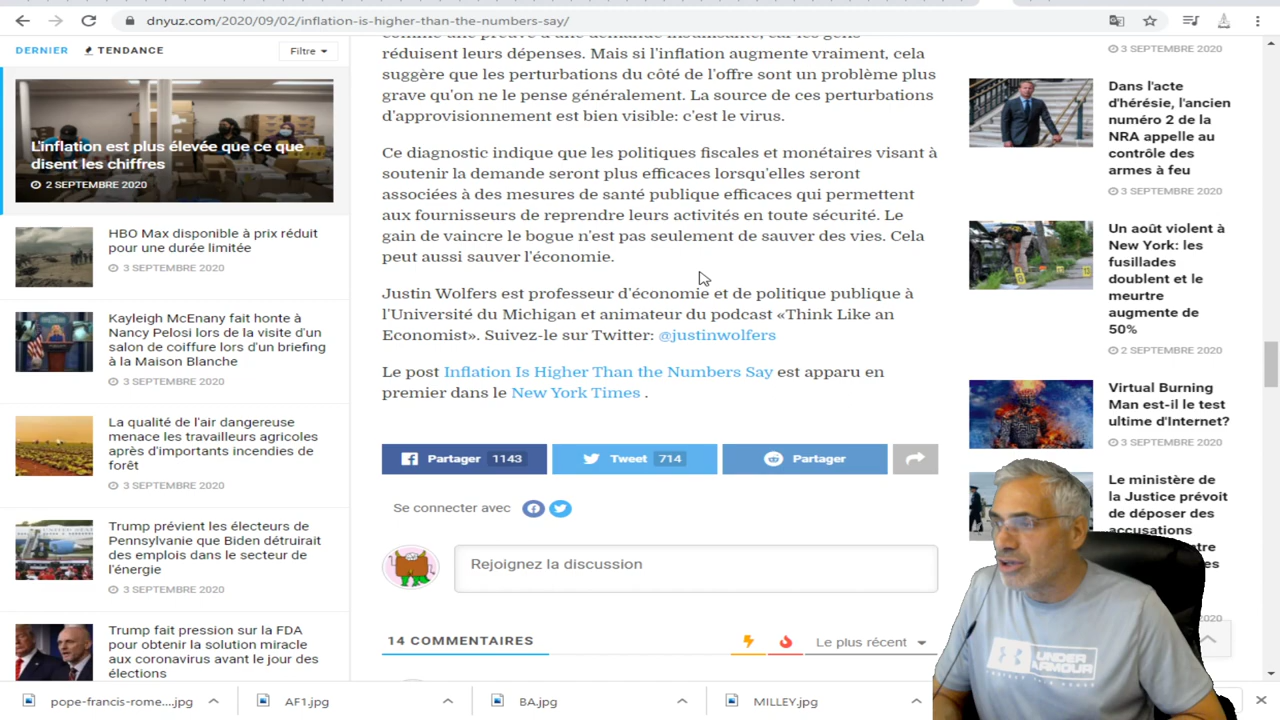 dnyuz.com/2020/09/02/inflation-is-higher-than-the-numbers-say/
DERNIER
TENDANCE
Filtre
L'inflation est plus élevée que ce que
disent les chiffres
2 SEPTEMBRE 2020
HBO Max disponible à prix réduit
pour une durée limitée
3 SEPTEMBRE 2020
Kayleigh McEnany fait honte à
Nancy Pelosi lors de la visite d'un
salon de coiffure lors d'un briefing
à la Maison Blanche
3 SEPTEMBRE 2020
La qualité de l'air dangereuse
menace les travailleurs agricoles
après d'importants incendies de
forêt
3 SEPTEMBRE 2020
Trump prévient les électeurs de
Pennsylvanie que Biden détruirait
des emplois dans le secteur de
l'énergie
3 SEPTEMBRE 2020
Trump fait pression sur la FDA
pour obtenir la solution miracle
aux coronavirus avant le jour des
élections
comme une preuve d'une demande insuffisante, car les gens
réduisent leurs dépenses. Mais si l'inflation augmente vraiment, cela
suggère que les perturbations du côté de l'offre sont un problème plus
grave qu'on ne le pense généralement. La source de ces perturbations
d'approvisionnement est bien visible: c'est le virus.
Ce diagnostic indique que les politiques fiscales et monétaires visant à
soutenir la demande seront plus efficaces lorsqu'elles seront
associées à des mesures de santé publique efficaces qui permettent
aux fournisseurs de reprendre leurs activités en toute sécurité. Le
gain de vaincre le bogue n'est pas seulement de sauver des vies. Cela
peut aussi sauver l'économie.
Justin Wolfers est professeur d'économie et de politique publique à
l'Université du Michigan et animateur du podcast «Think Like an
Economist». Suivez-le sur Twitter: @justinwolfers
Le post Inflation Is Higher Than the Numbers Say est apparu en
premier dans le New York Times .
Partager 1143
Tweet 714
Partager
Se connecter avec
Rejoignez la discussion
14 COMMENTAIRES
Le plus récent
3 SEPTEMBRE 2020
Dans l'acte
d'hérésie, l'ancien
numéro 2 de la
NRA appelle au
contrôle des
armes à feu
3 SEPTEMBRE 2020
Un août violent à
New York: les
fusillades
doublent et le
meurtre
augmente de
50%
2 SEPTEMBRE 2020
Virtual Burning
Man est-il le test
ultime d'Internet?
3 SEPTEMBRE 2020
Le ministère de
la Justice prévoit
de déposer des
accusations
UNDER
ARMOUR
pope-francis-rome....jpg
AF1.jpg
BA.jpg
MILLEY.jpg